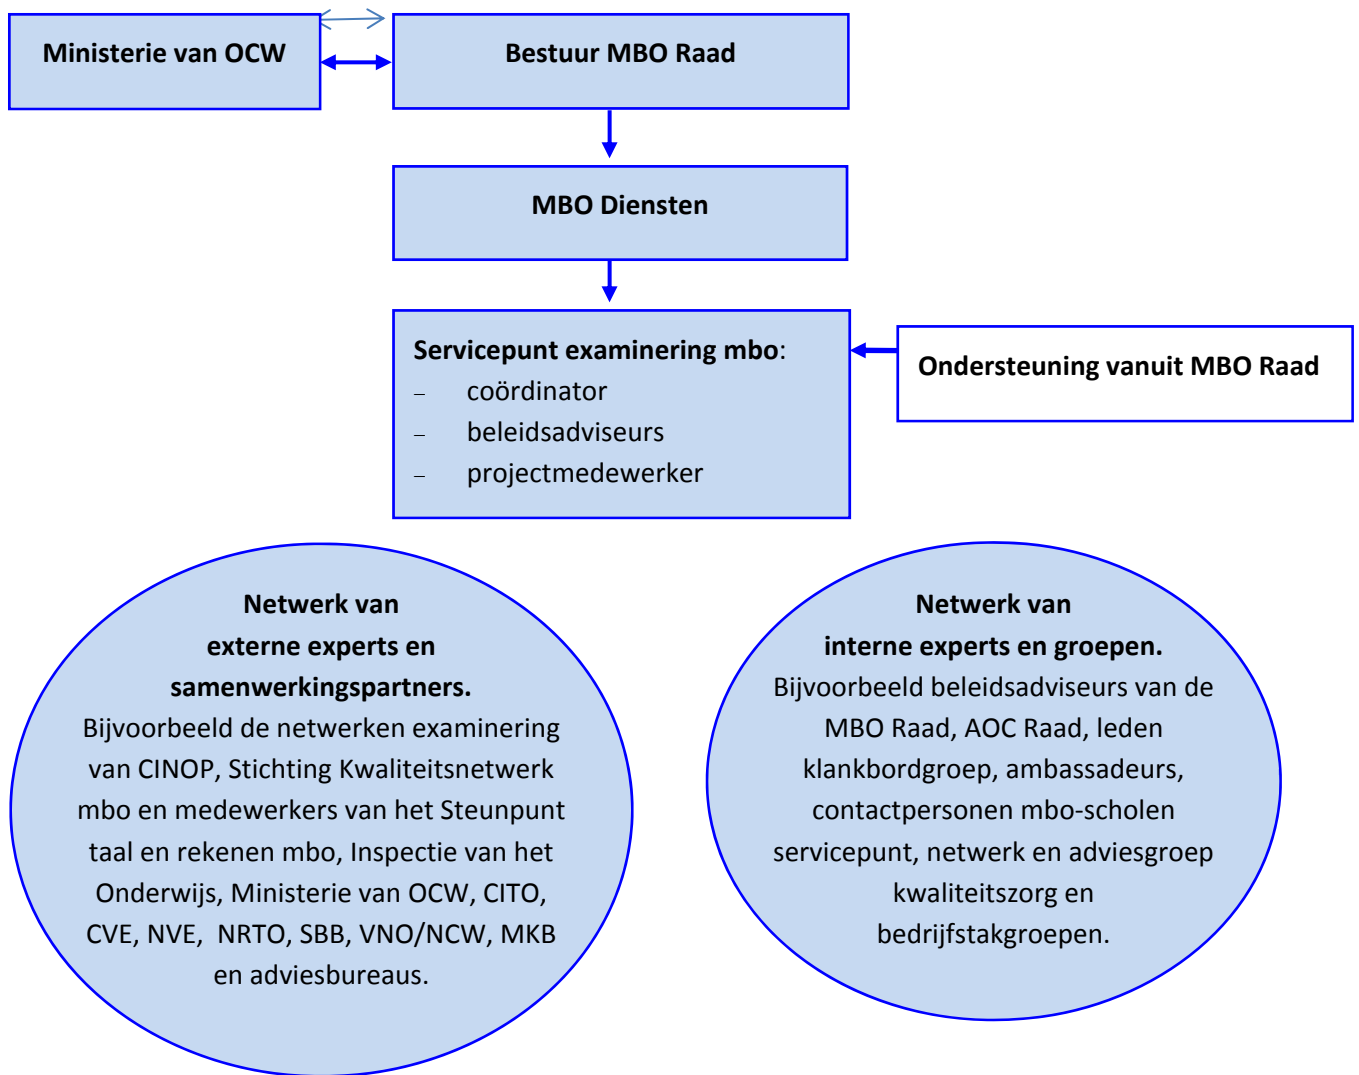 Ministerie van OCW
Bestuur MBO Raad
MBO Diensten
Servicepunt examinering mbo:
– coördinator
– beleidsadviseurs
– projectmedewerker
Ondersteuning vanuit MBO Raad
Netwerk van
externe experts en
samenwerkingspartners.
Bijvoorbeeld de netwerken examinering
van CINOP, Stichting Kwaliteitsnetwerk
mbo en medewerkers van het Steunpunt
taal en rekenen mbo, Inspectie van het
Onderwijs, Ministerie van OCW, CITO,
CVE, NVE, NRTO, SBB, VNO/NCW, MKB
en adviesbureaus.
Netwerk van
interne experts en groepen.
Bijvoorbeeld beleidsadviseurs van de
MBO Raad, AOC Raad, leden
klankbordgroep, ambassadeurs,
contactpersonen mbo-scholen
servicepunt, netwerk en adviesgroep
kwaliteitszorg en
bedrijfstakgroepen.